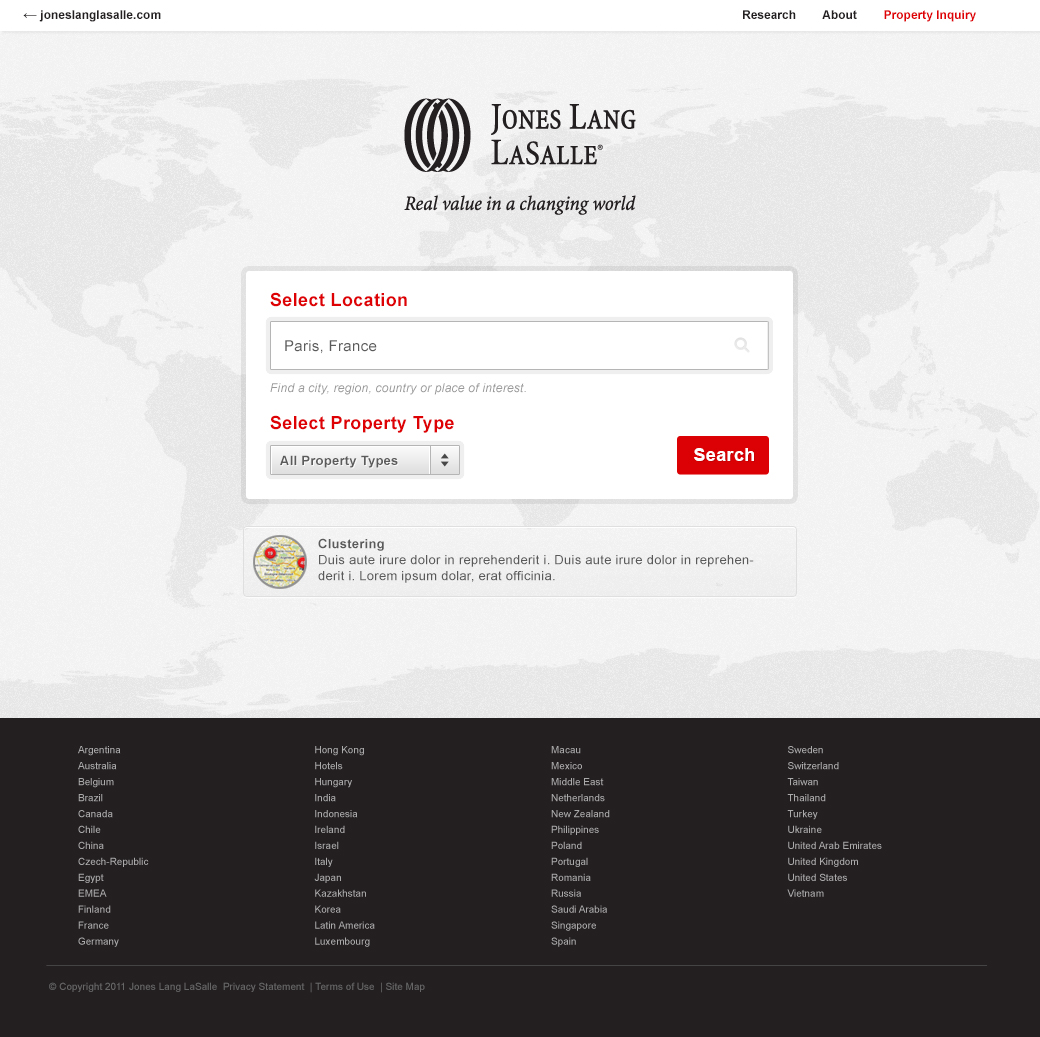 ← joneslanglasalle.com
Research About Property Inquiry
JONES LANG
LASALLE®
Real value in a changing world
Select Location
Paris, France
Find a city, region, country or place of interest.
Select Property Type
All Property Types
Search
Clustering
Duis aute irure dolor in reprehenderit i. Duis aute irure dolor in reprehen-
derit i. Lorem ipsum dolar, erat officinia.
Argentina
Australia
Belgium
Brazil
Canada
Chile
China
Czech-Republic
Egypt
EMEA
Finland
France
Germany
Hong Kong
Hotels
Hungary
India
Indonesia
Ireland
Israel
Italy
Japan
Kazakhstan
Korea
Latin America
Luxembourg
Macau
Mexico
Middle East
Netherlands
New Zealand
Philippines
Poland
Portugal
Romania
Russia
Saudi Arabia
Singapore
Spain
Sweden
Switzerland
Taiwan
Thailand
Turkey
Ukraine
United Arab Emirates
United Kingdom
United States
Vietnam
© Copyright 2011 Jones Lang LaSalle Privacy Statement | Terms of Use | Site Map